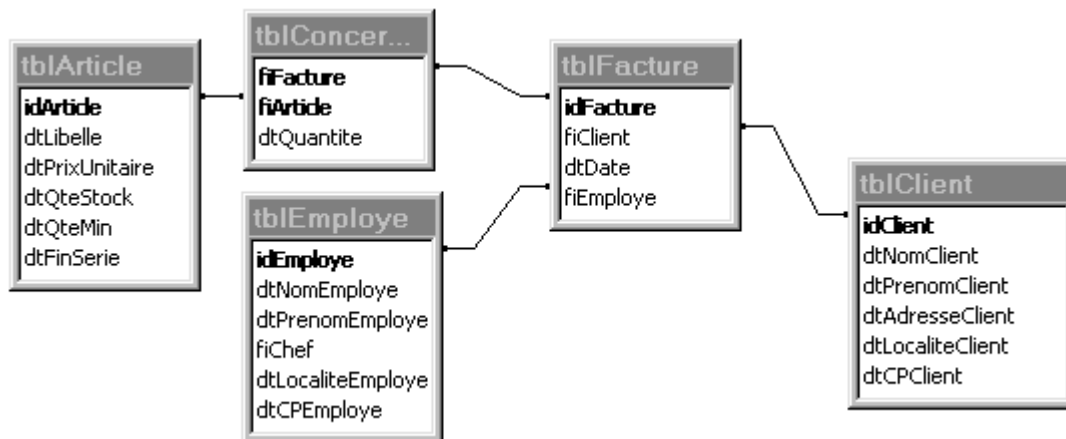 tblArticle
idArticle
dtLibelle
dtPrixUnitaire
dtQteStock
dtQteMin
dtFinSerie
tblConcer...
fiFacture
fiArticle
dtQuantite
tblEmploye
idEmploye
dtNomEmploye
dtPrenomEmploye
fiChef
dtLocaliteEmploye
dtCPEmploye
tblFacture
idFacture
fiClient
dtDate
fiEmploye
tblClient
idClient
dtNomClient
dtPrenomClient
dtAdresseClient
dtLocaliteClient
dtCPClient